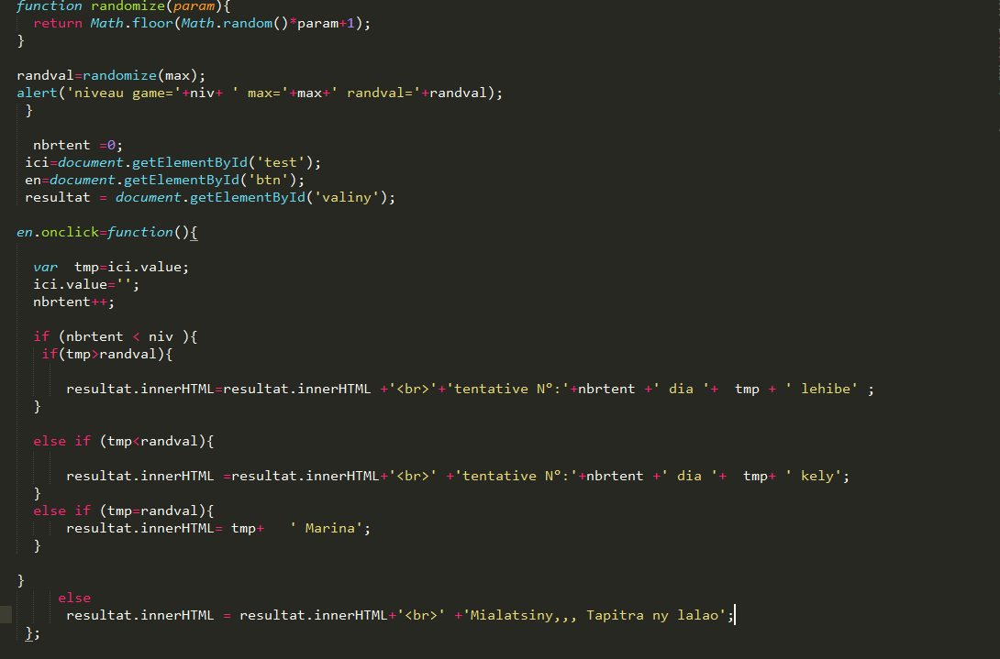 function randomize(param){
return Math.floor(Math.random()*param+1);
}
randval=randomize(max);
alert('niveau game='+niv+ ' max='+max+' randval='+randval);
}
nbrtent =0;
ici=document.getElementById('test');
en=document.getElementById('btn');
resultat = document.getElementById('valiny');
en.onclick=function(){
var  tmp=ici.value;
ici.value='';
nbrtent++;
if (nbrtent < niv ){
if(tmp>randval){
resultat.innerHTML=resultat.innerHTML +'<br>'+'tentative N°:'+nbrtent +' dia '+  tmp + ' lehibe' ;
}
else if (tmp<randval){
resultat.innerHTML =resultat.innerHTML+'<br>' +'tentative N°:'+nbrtent +' dia '+  tmp+ ' kely';
}
else if (tmp=randval){
resultat.innerHTML= tmp+   ' Marina';
}
}
else
resultat.innerHTML = resultat.innerHTML+'<br>' +'Mialatsiny,,, Tapitra ny lalao';
};